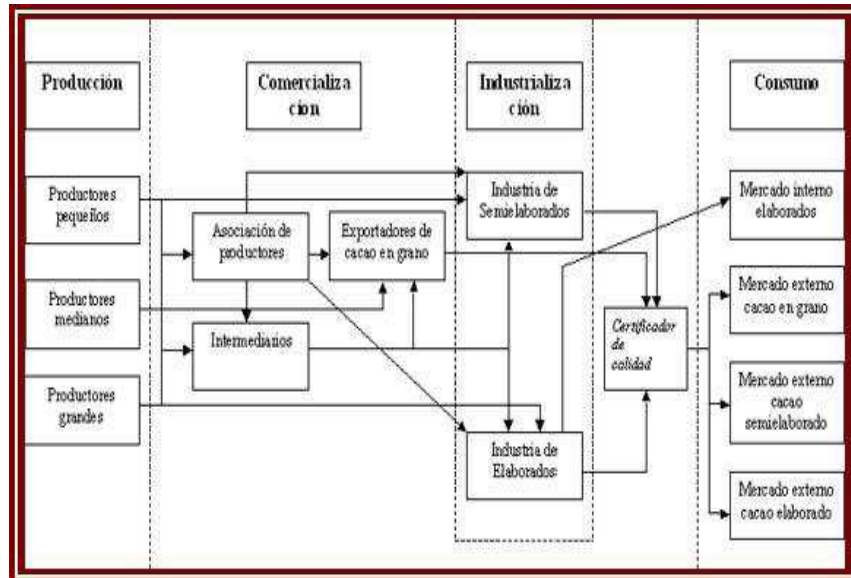 Producción
Comercializa
cion
Industrializa
ción
Consumo
Productores
pequeños
Productores
medianos
Productores
grandes
Asociación de
productores
Intermediarios
Exportadores de
cacao en grano
Industria de
Semielaborados
Industria de
Elaborados
Certificador
de
calidad
Mercado interno
elaborados
Mercado externo
cacao en grano
Mercado externo
cacao
semielaborado
Mercado externo
cacao elaborado